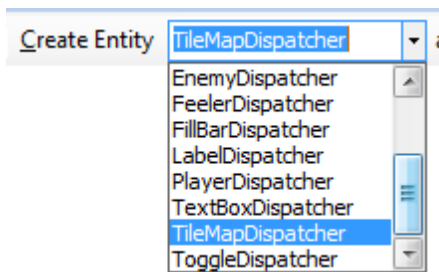 Create Entity TileMapDispatcher
EnemyDispatcher
FeelerDispatcher
FillBarDispatcher
LabelDispatcher
PlayerDispatcher
TextBoxDispatcher
TileMapDispatcher
ToggleDispatcher